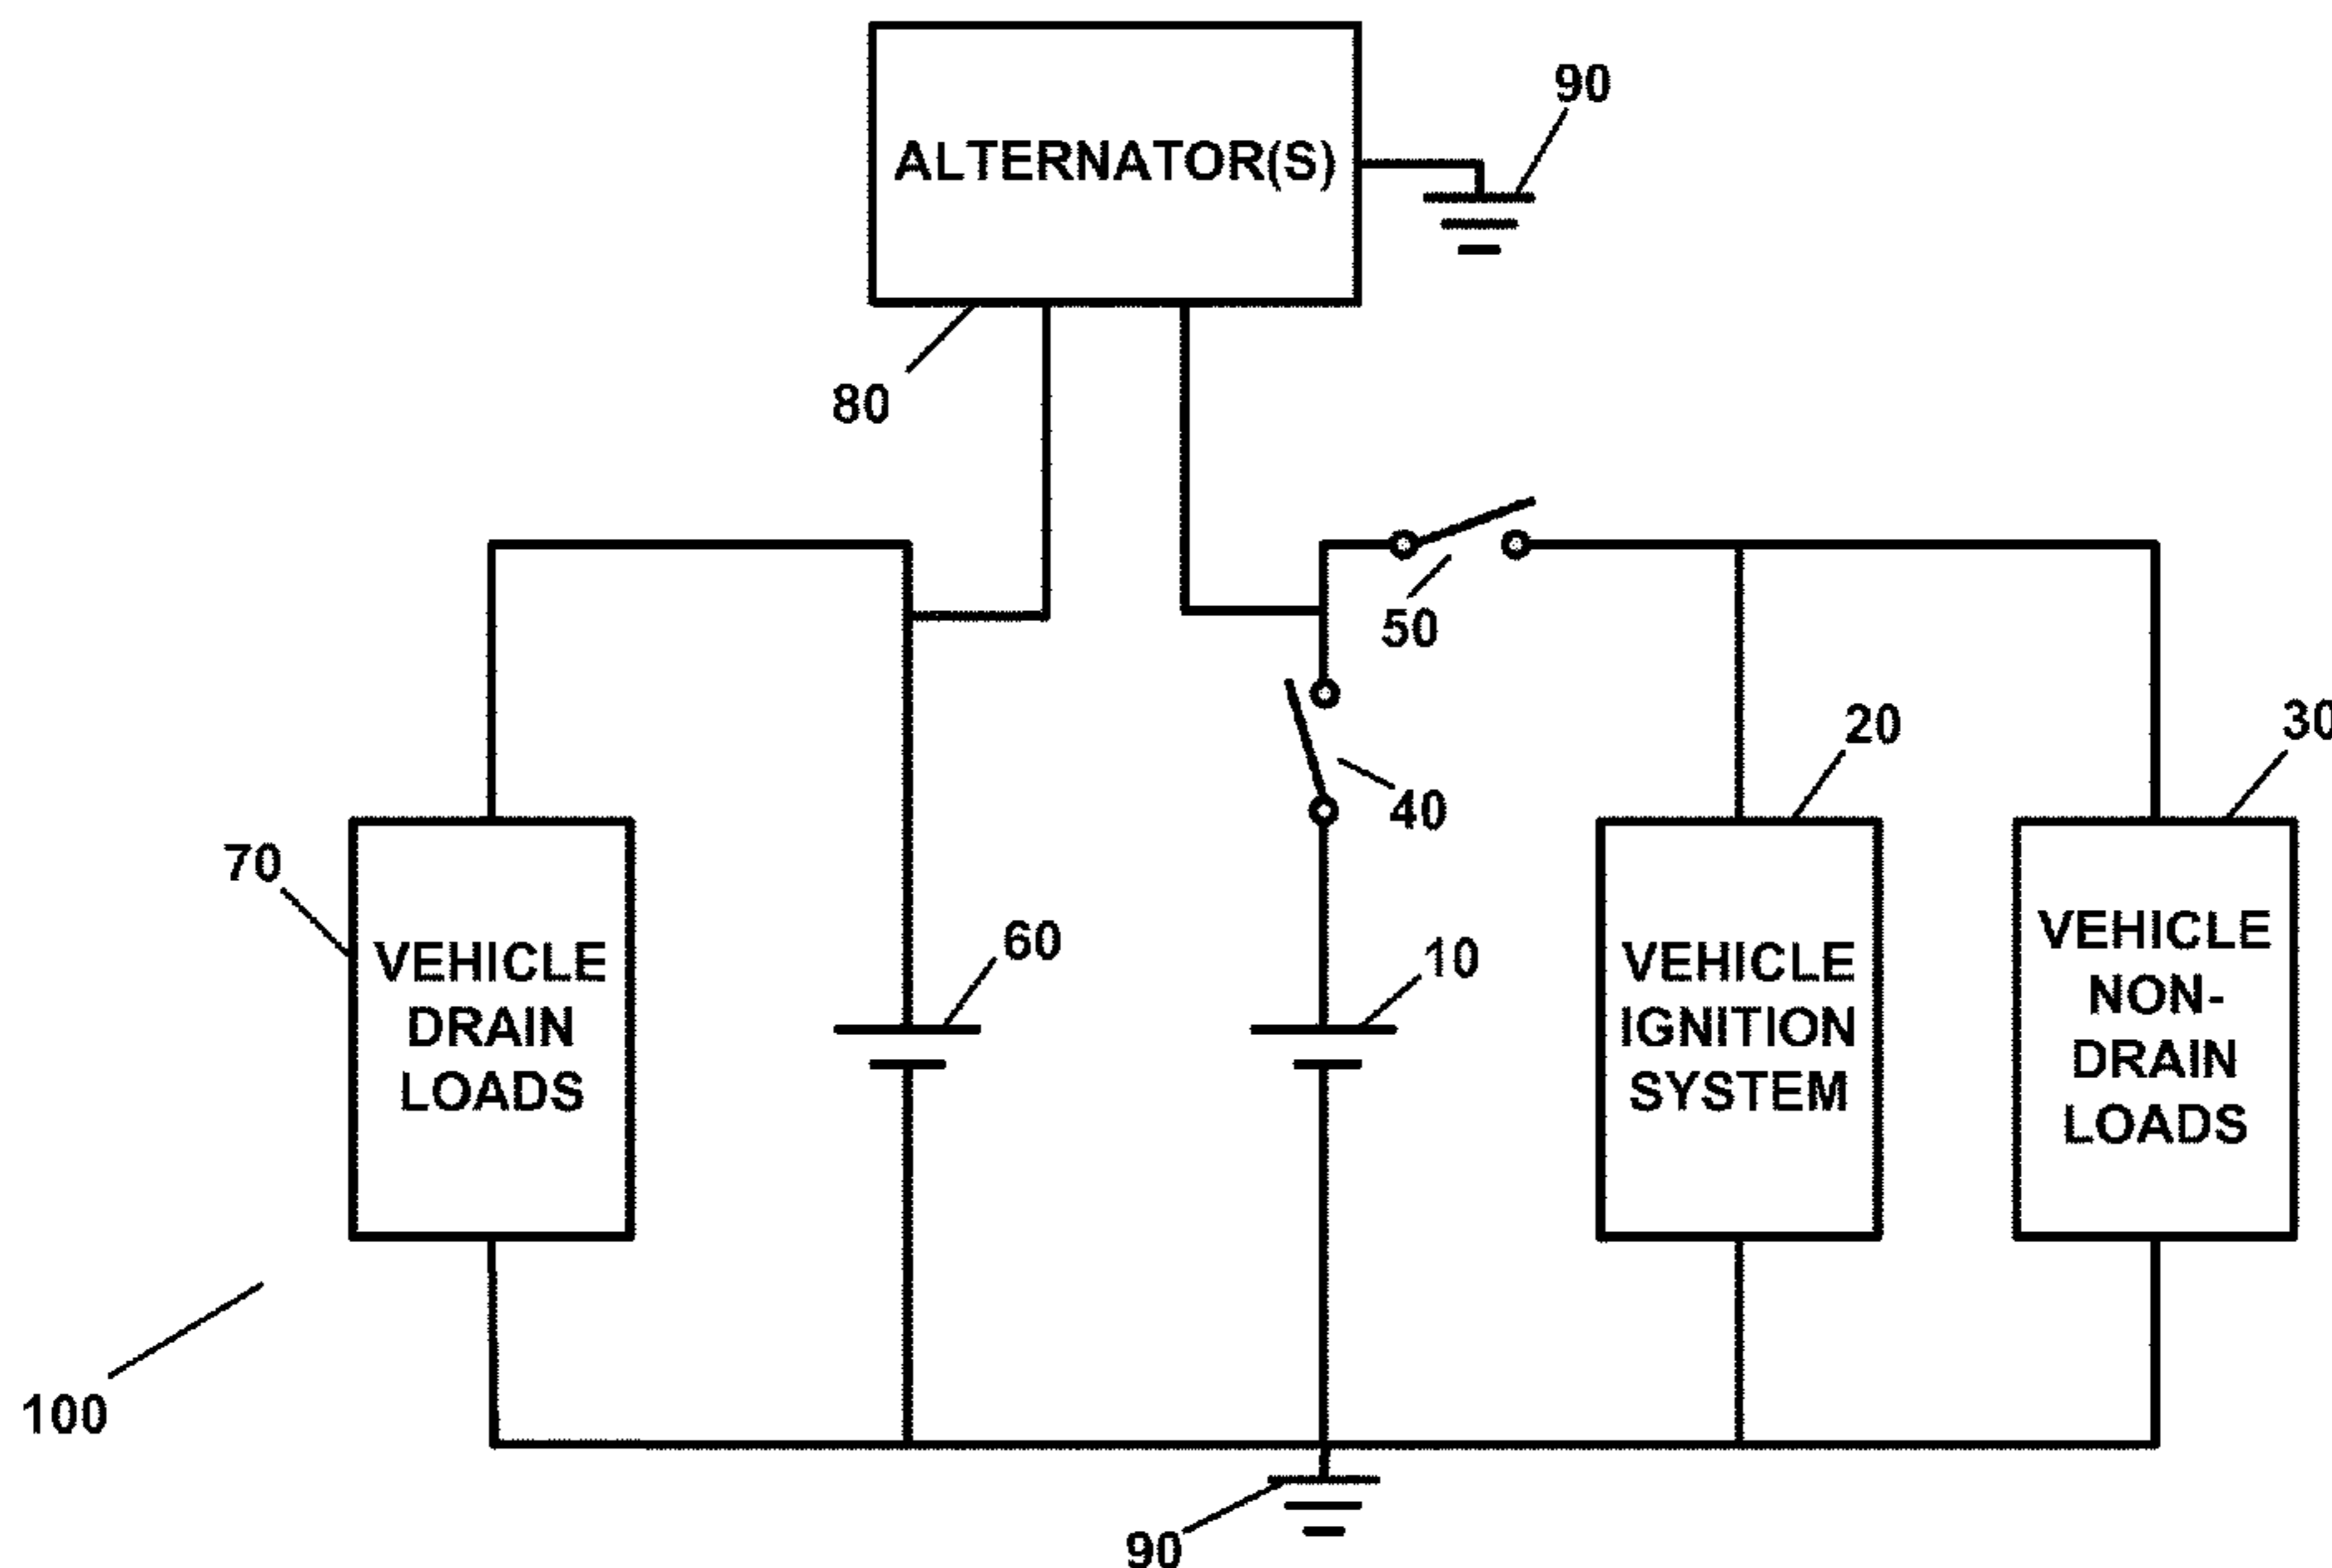 90
ALTERNATOR(S)
80
50
20
30
40
70
60
10
VEHICLE
DRAIN
LOADS
VEHICLE
IGNITION
SYSTEM
VEHICLE
NON-
DRAIN
LOADS
100
90